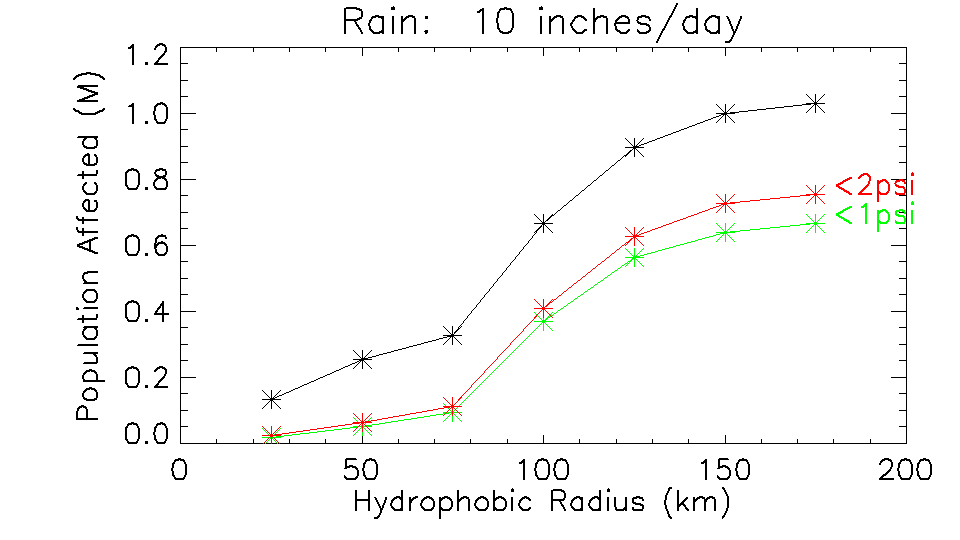 Rain:  10 inches/day
Population Affected (M)
1.2
1.0
0.8
0.6
0.4
0.2
0.0
<2psi
<1psi
0 50 100 150 200
Hydrophobic Radius (km)